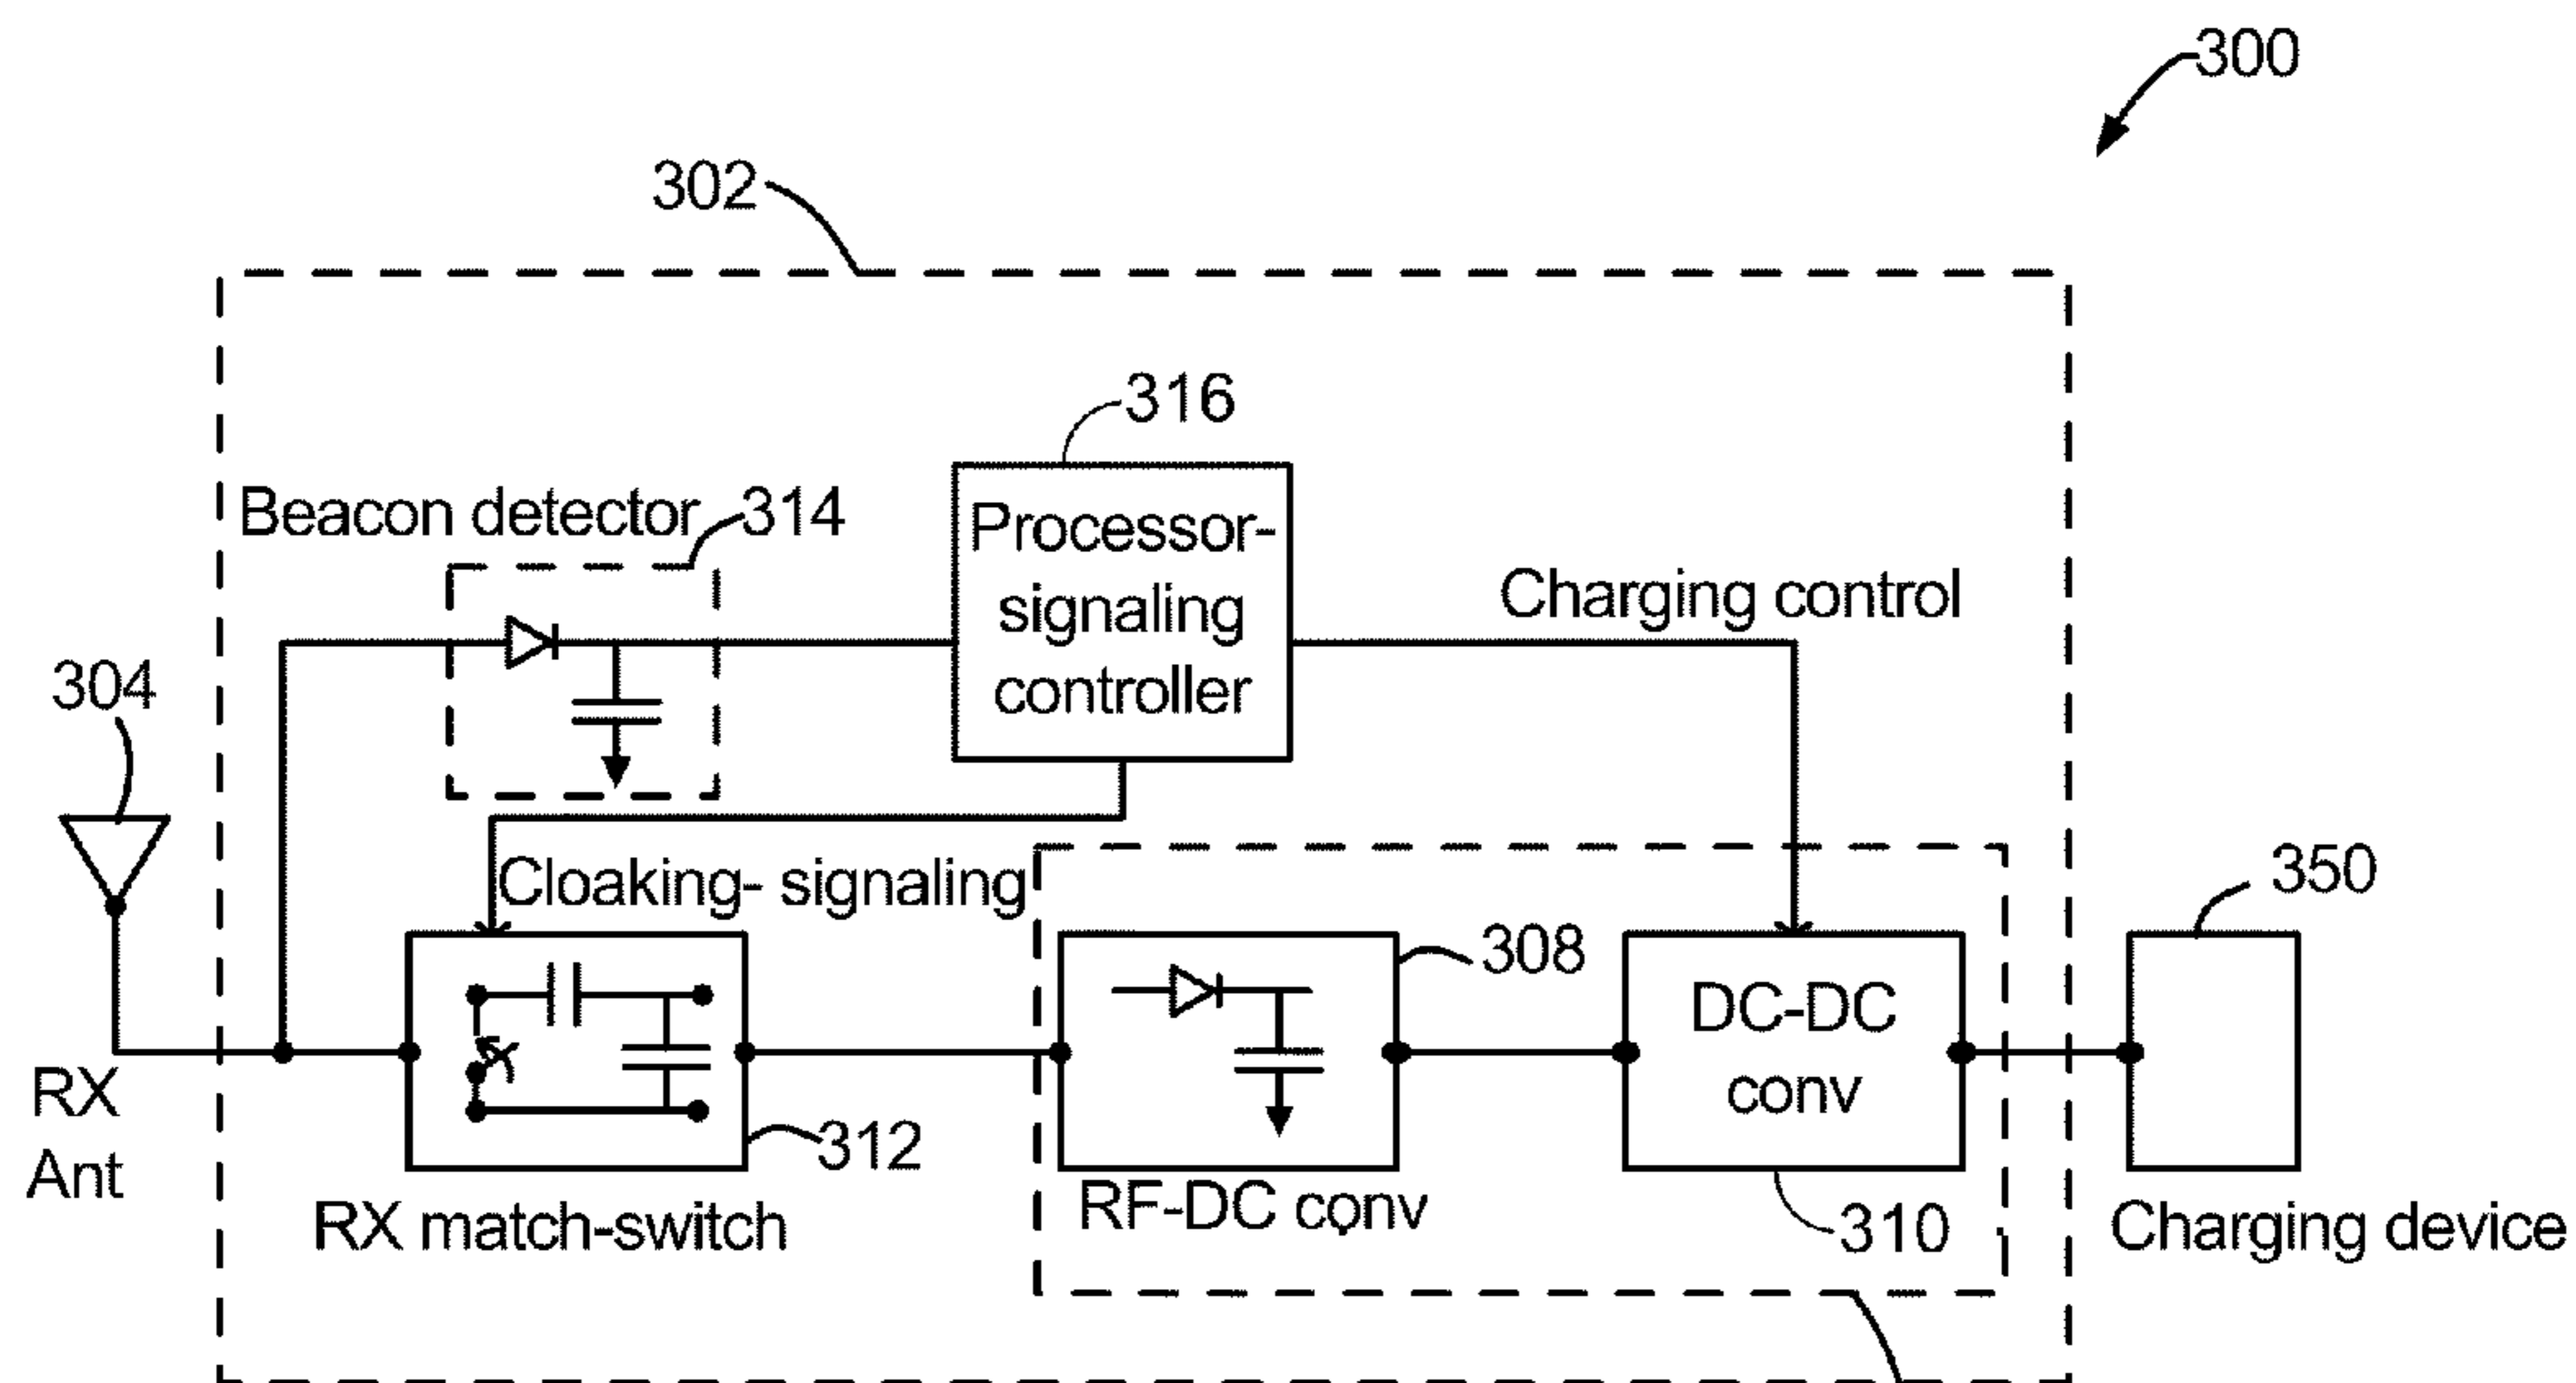 300
302
316
Beacon detector
314
Processor-
signaling
controller
Charging control
304
Cloaking- signaling
350
308
DC-DC
conv
RX
Ant
312
RX match-switch
RF-DC conv
310
Charging device